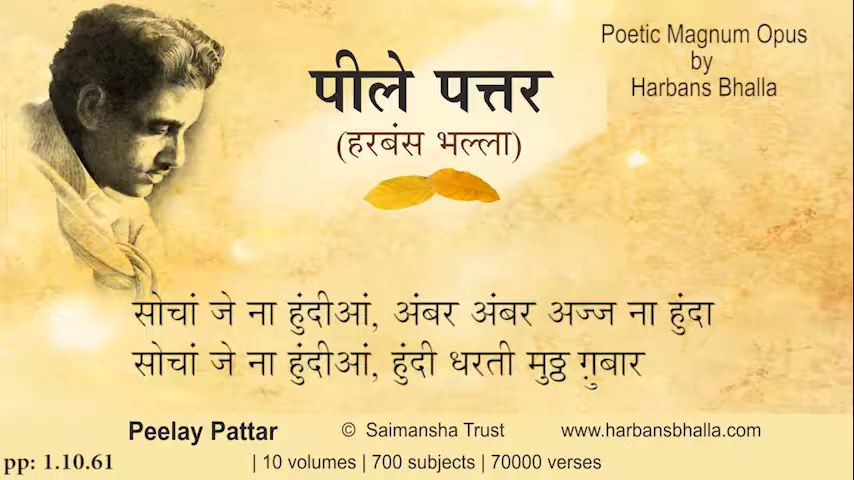 Poetic Magnum Opus
by
Harbans Bhalla
पीले पत्तर
(हरबंस भल्ला)
सोचां जे ना हुंदीआं, अंबर अंबर अज्ज ना हुंदा
सोचां जे ना हुंदीआं, हुंदी धरती मुठ्ठ ग़ुबार
Peelay Pattar © Saimansha Trust www.harbansbhalla.com
pp: 1.10.61 | 10 volumes | 700 subjects | 70000 verses